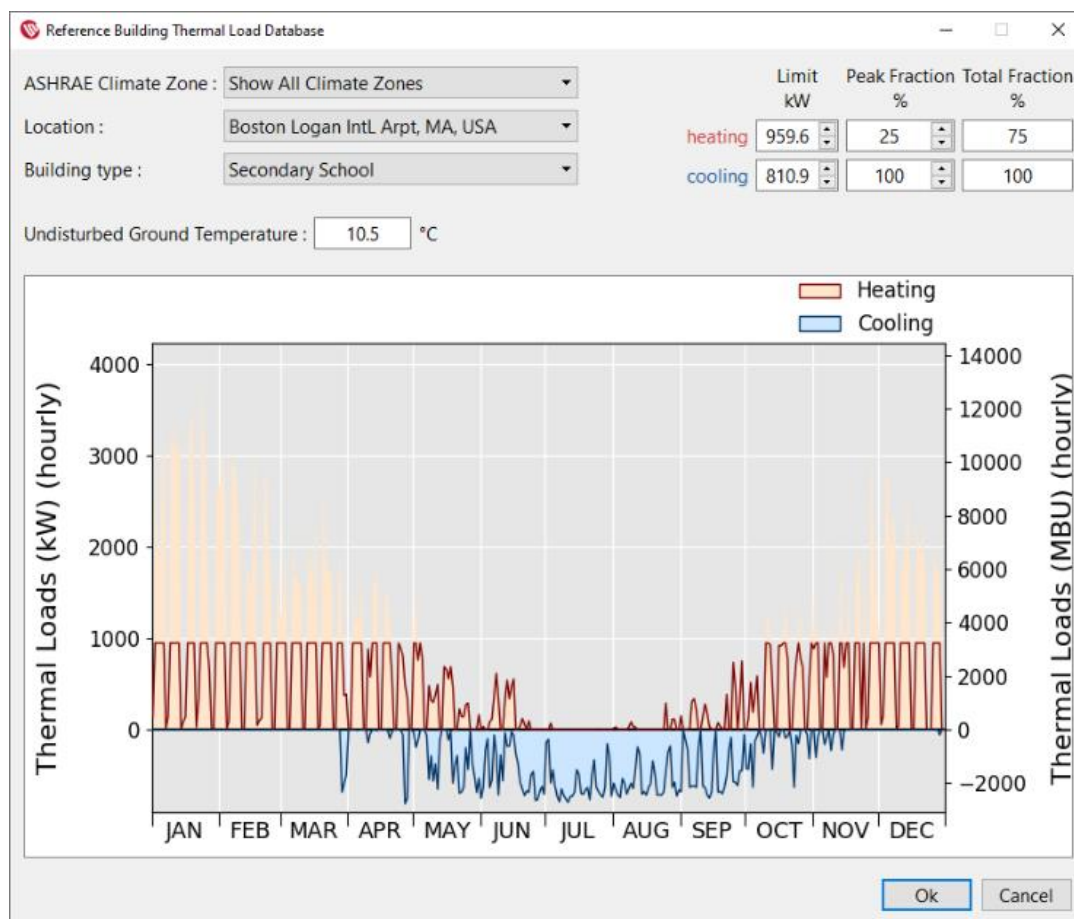 Reference Building Thermal Load Database
ASHRAE Climate Zone : Show All Climate Zones
Location : Boston Logan IntL Arpt, MA, USA
Building type : Secondary School
Limit Peak Fraction Total Fraction
kW % %
heating 959.6 25 75
cooling 810.9 100 100
Undisturbed Ground Temperature : 10.5 °C
Heating
Cooling
Thermal Loads (kW) (hourly)
4000
3000
2000
1000
0
14000
12000
10000
8000
6000
4000
2000
0
−2000
Thermal Loads (MBU) (hourly)
JAN FEB MAR APR MAY JUN JUL AUG SEP OCT NOV DEC
Ok Cancel